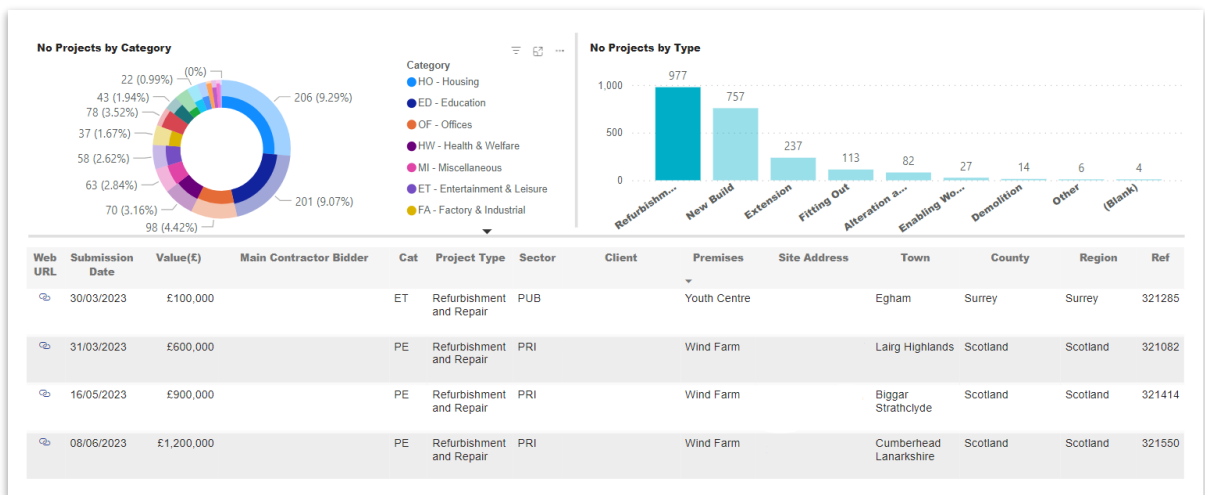 No Projects by Category
(0%)
22 (0.99%)
43 (1.94%)
78 (3.52%)
37 (1.67%)
58 (2.62%)
63 (2.84%)
70 (3.16%)
98 (4.42%)
206 (9.29%)
201 (9.07%)
Category
HO - Housing
ED - Education
OF - Offices
HW - Health & Welfare
MI - Miscellaneous
ET - Entertainment & Leisure
FA - Factory & Industrial
No Projects by Type
1,000
500
0
977
757
237
113
82
27
14
6
4
Refurbishm...
New Build
Extension
Fitting Out
Alteration a...
Enabling Wo...
Demolition
Other
(Blank)
Web Submission Value(£) Main Contractor Bidder Cat Project Type Sector Client Premises Site Address Town County Region Ref
URL Date
30/03/2023 £100,000 ET Refurbishment PUB Youth Centre Egham Surrey Surrey 321285
and Repair
31/03/2023 £600,000 PE Refurbishment PRI Wind Farm Lairg Highlands Scotland Scotland 321082
and Repair
16/05/2023 £900,000 PE Refurbishment PRI Wind Farm Biggar Scotland Scotland 321414
and Repair Strathclyde
08/06/2023 £1,200,000 PE Refurbishment PRI Wind Farm Cumberhead Scotland Scotland 321550
and Repair Lanarkshire